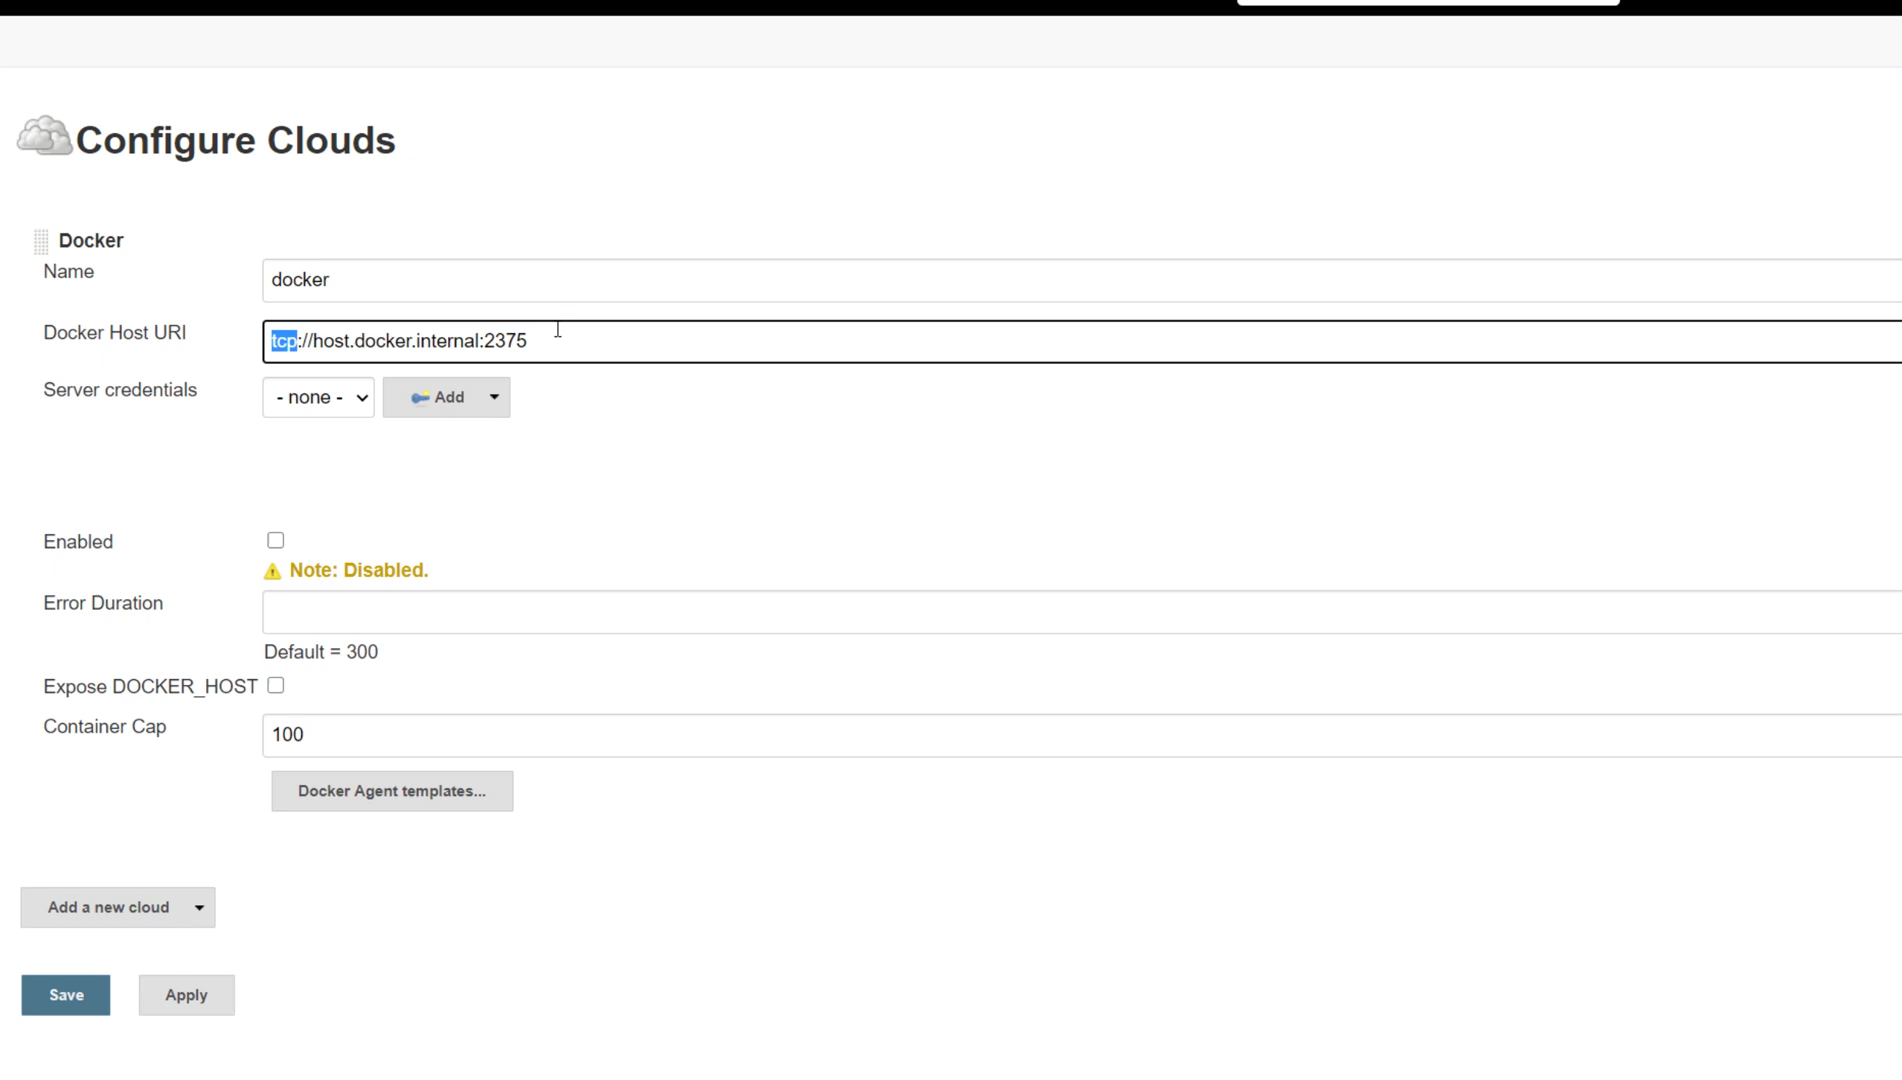 Configure Clouds
Docker
Name
docker
Docker Host URI
tcp://host.docker.internal:2375
Server credentials
- none -
Add
Enabled
Note: Disabled.
Error Duration
Default = 300
Expose DOCKER_HOST
Container Cap
100
Docker Agent templates...
Add a new cloud
Save
Apply